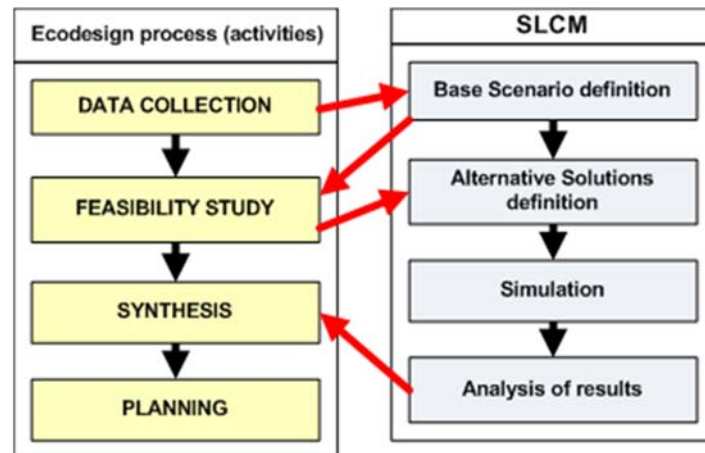 Ecodesign process (activities)
DATA COLLECTION
FEASIBILITY STUDY
SYNTHESIS
PLANNING
SLCM
Base Scenario definition
Alternative Solutions
definition
Simulation
Analysis of results